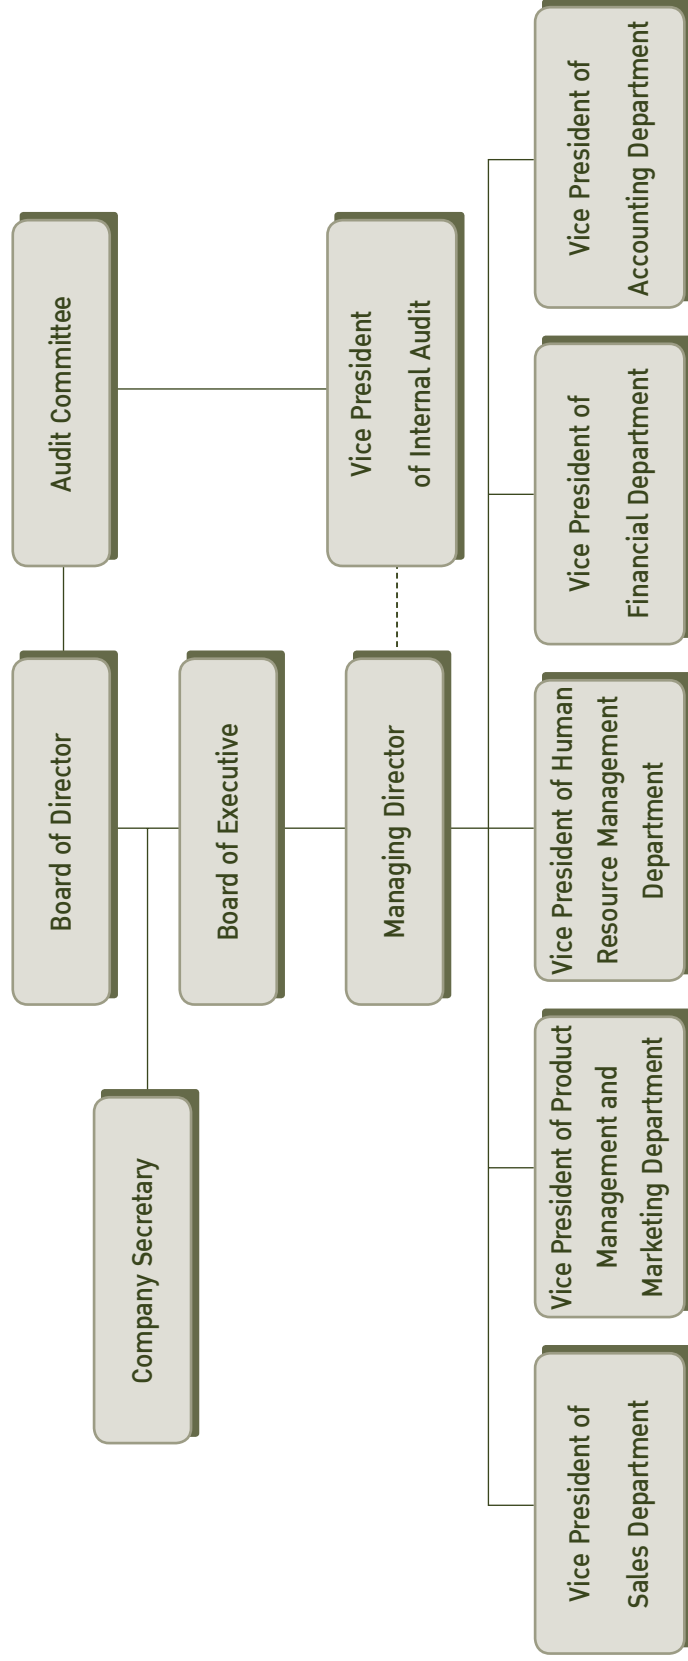 Board of Director
Audit Committee
Company Secretary
Board of Executive
Managing Director
Vice President
of Internal Audit
Vice President of
Sales Department
Vice President of Product
Management and
Marketing Department
Vice President of Human
Resource Management
Department
Vice President of
Financial Department
Vice President of
Accounting Department